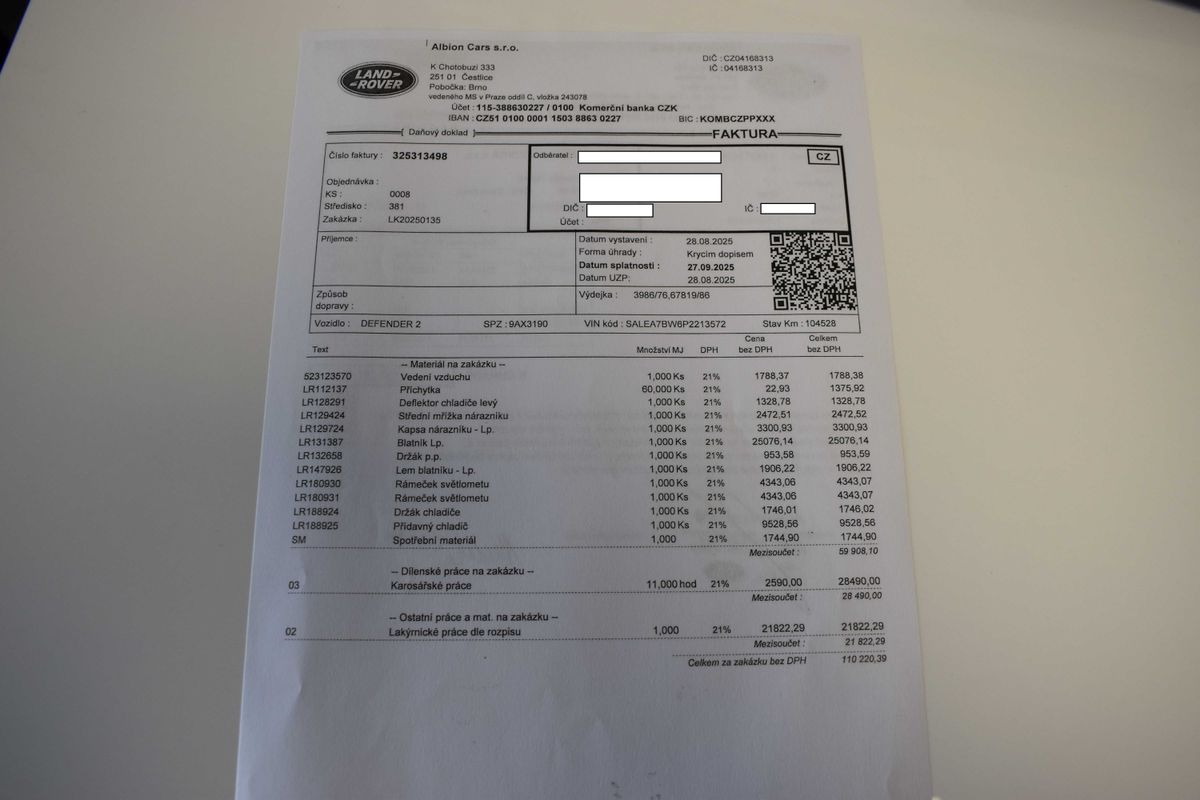 Albion Cars s.r.o.
LAND-
-ROVER
K Chotobuzi 333
251 01 Čestlice
Pobočka: Brno
vedeného MS v Praze oddíl C, vložka 243078
DIČ : CZ04168313
IČ : 04168313
Účet : 115-388630227 / 0100 Komerční banka CZK
IBAN : CZ51 0100 0001 1503 8863 0227 BIC : KOMBCZPPXXX
[ Daňový doklad ] FAKTURA
Číslo faktury : 325313498
Objednávka :
KS : 0008
Středisko : 381
Zakázka : LK20250135
Odběratel : CZ
DIČ : IČ :
Účet :
Příjemce :
Způsob
dopravy :
Datum vystavení : 28.08.2025
Forma úhrady : Krycím dopisem
Datum splatnosti : 27.09.2025
Datum UZP: 28.08.2025
Výdejka : 3986/76,67819/86
Vozidlo : DEFENDER 2 SPZ : 9AX3190 VIN kód : SALEA7BW6P2213572 Stav Km : 104528
Text Množství MJ DPH Cena bez DPH Celkem bez DPH
-- Materiál na zakázku --
523123570 Vedení vzduchu 1,000 Ks 21% 1788,37 1788,38
LR112137 Příchytka 60,000 Ks 21% 22,93 1375,92
LR128291 Deflektor chladiče levý 1,000 Ks 21% 1328,78 1328,78
LR129424 Střední mřížka nárazníku 1,000 Ks 21% 2472,51 2472,52
LR129724 Kapsa nárazníku - Lp. 1,000 Ks 21% 3300,93 3300,93
LR131387 Blatník Lp. 1,000 Ks 21% 25076,14 25076,14
LR132658 Držák p.p. 1,000 Ks 21% 953,58 953,59
LR147926 Lem blatníku - Lp. 1,000 Ks 21% 1906,22 1906,22
LR180930 Rámeček světlometu 1,000 Ks 21% 4343,06 4343,07
LR180931 Rámeček světlometu 1,000 Ks 21% 4343,06 4343,07
LR188924 Držák chladiče 1,000 Ks 21% 1746,01 1746,02
LR188925 Přídavný chladič 1,000 Ks 21% 9528,56 9528,56
SM Spotřební materiál 1,000 21% 1744,90 1744,90
Mezisoučet : 59 908,10
-- Dílenské práce na zakázku --
03 Karosářské práce 11,000 hod 21% 2590,00 28490,00
Mezisoučet : 28 490,00
-- Ostatní práce a mat. na zakázku --
02 Lakýrnické práce dle rozpisu 1,000 21% 21822,29 21822,29
Mezisoučet : 21 822,29
Celkem za zakázku bez DPH 110 220,39